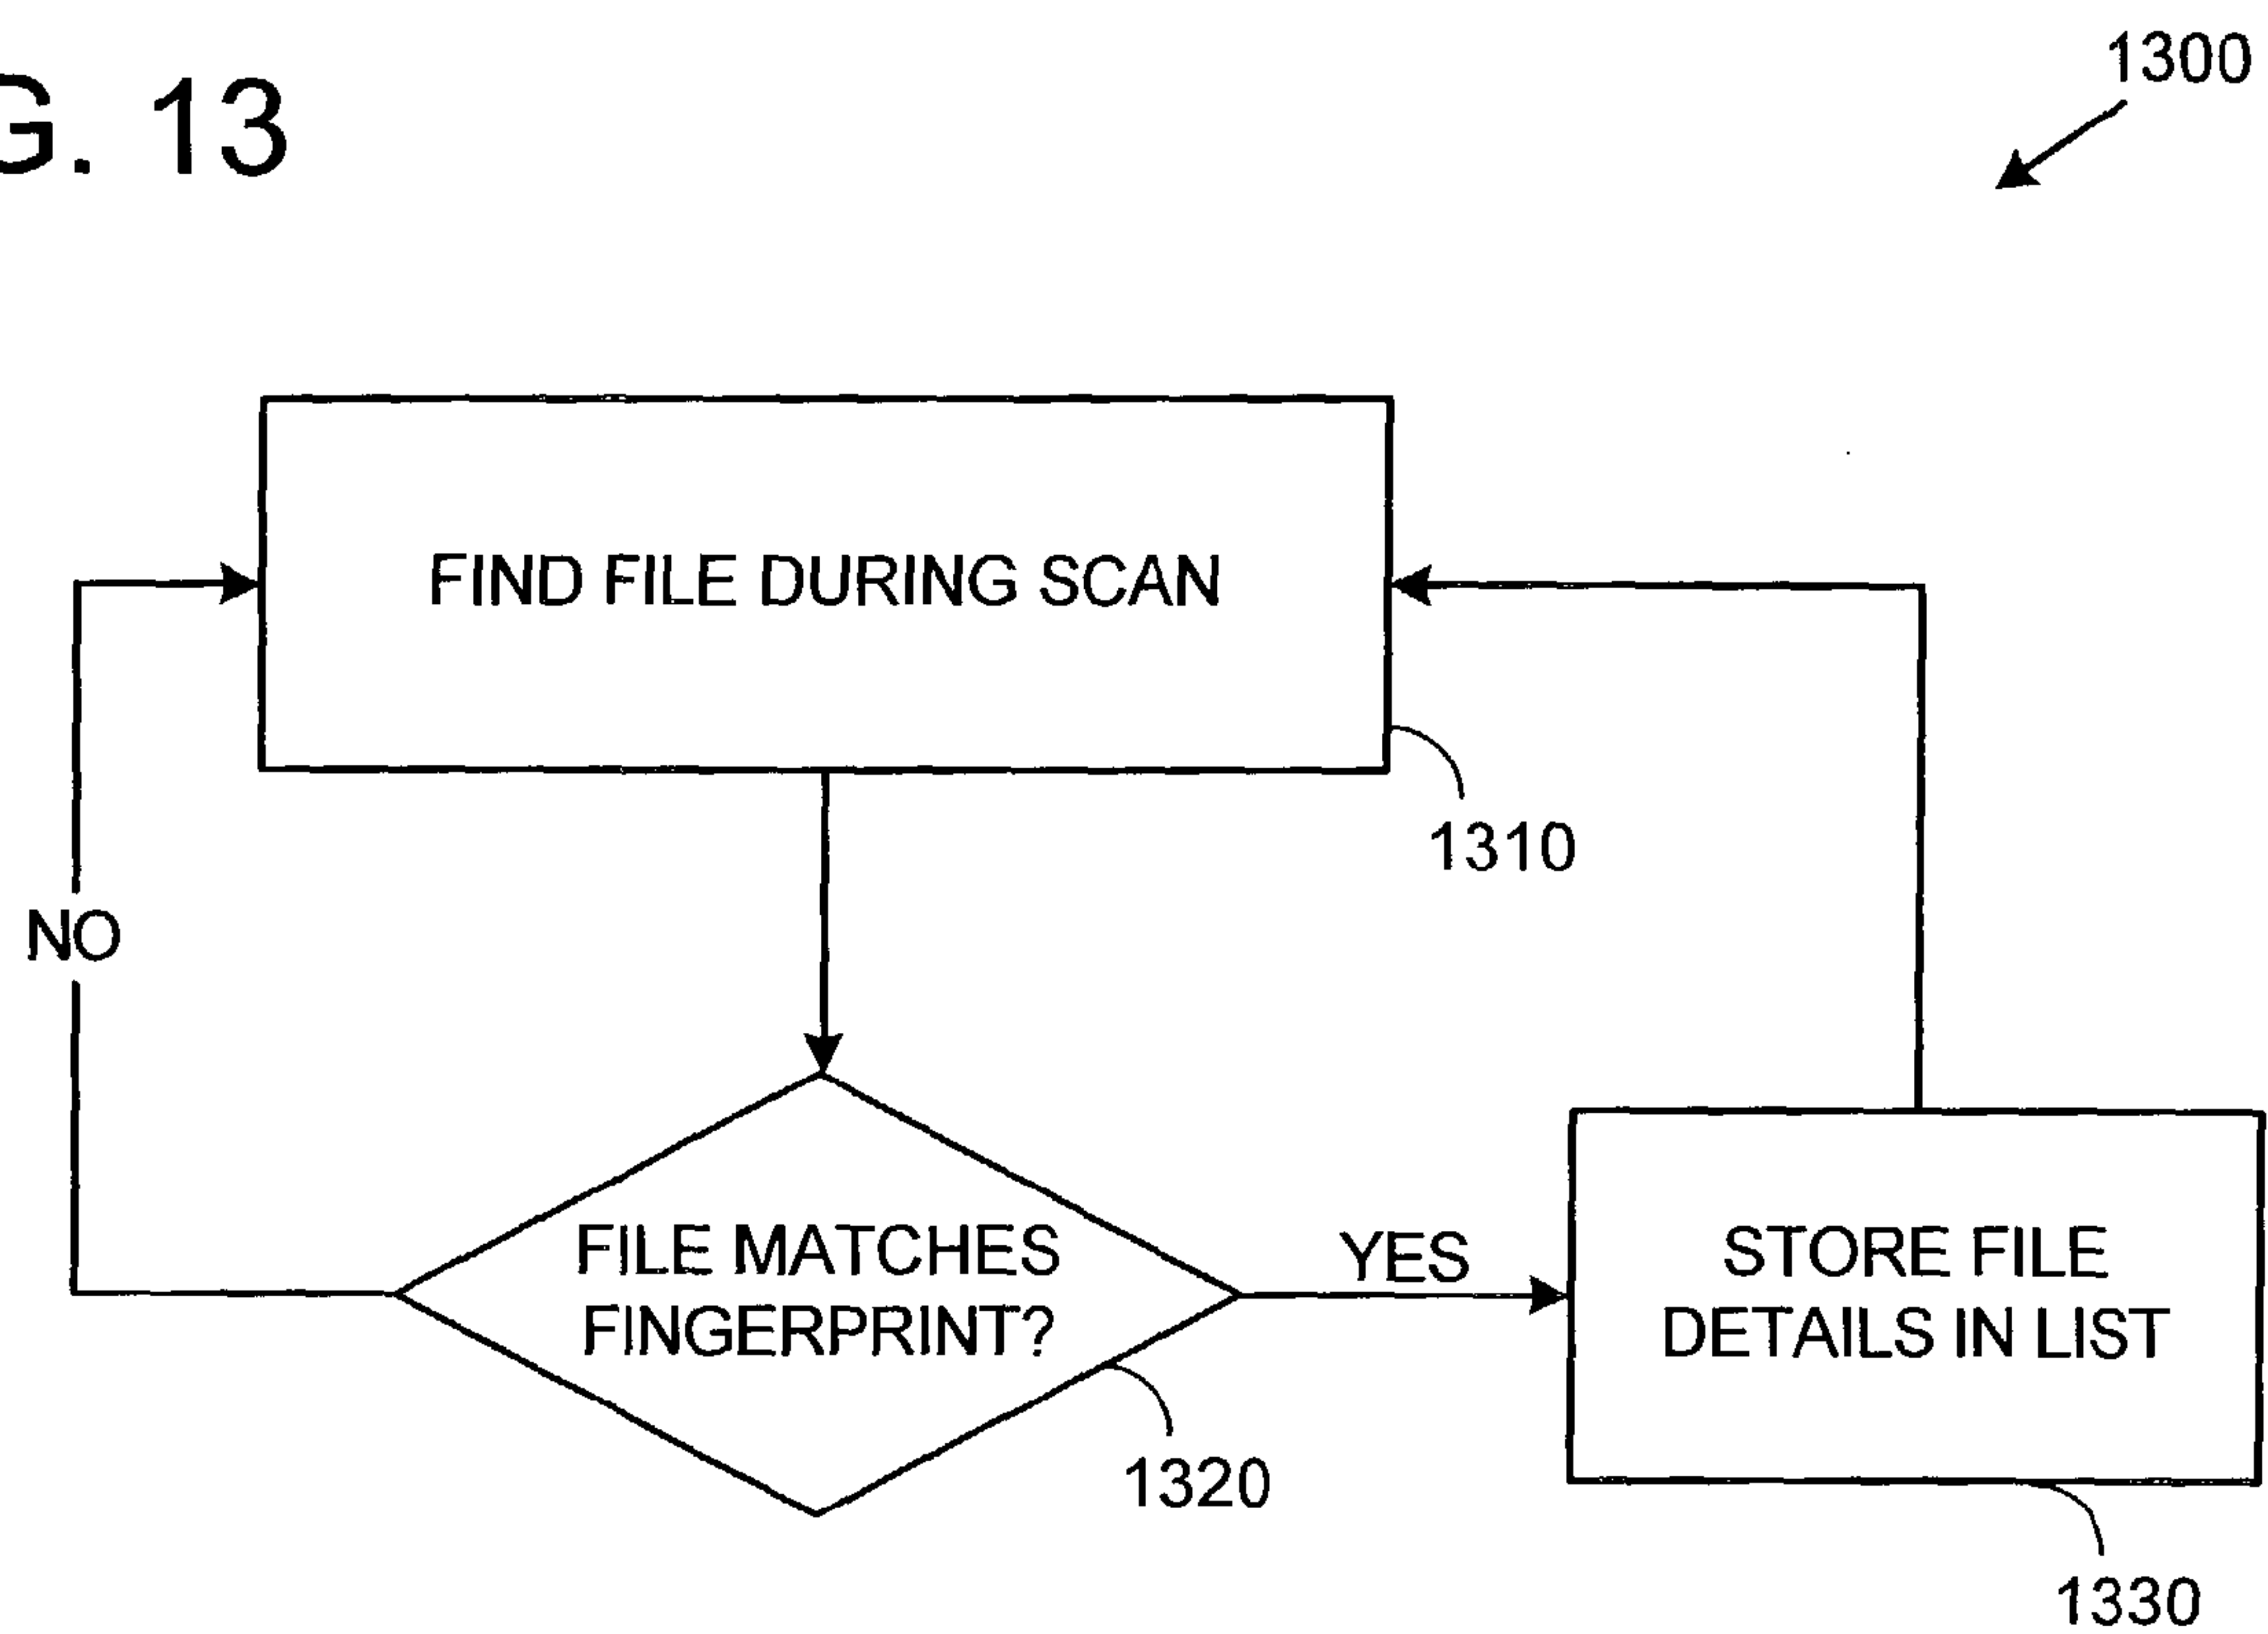 G. 13
1300
FIND FILE DURING SCAN
1310
NO
FILE MATCHES
FINGERPRINT?
YES
STORE FILE
DETAILS IN LIST
1320
1330